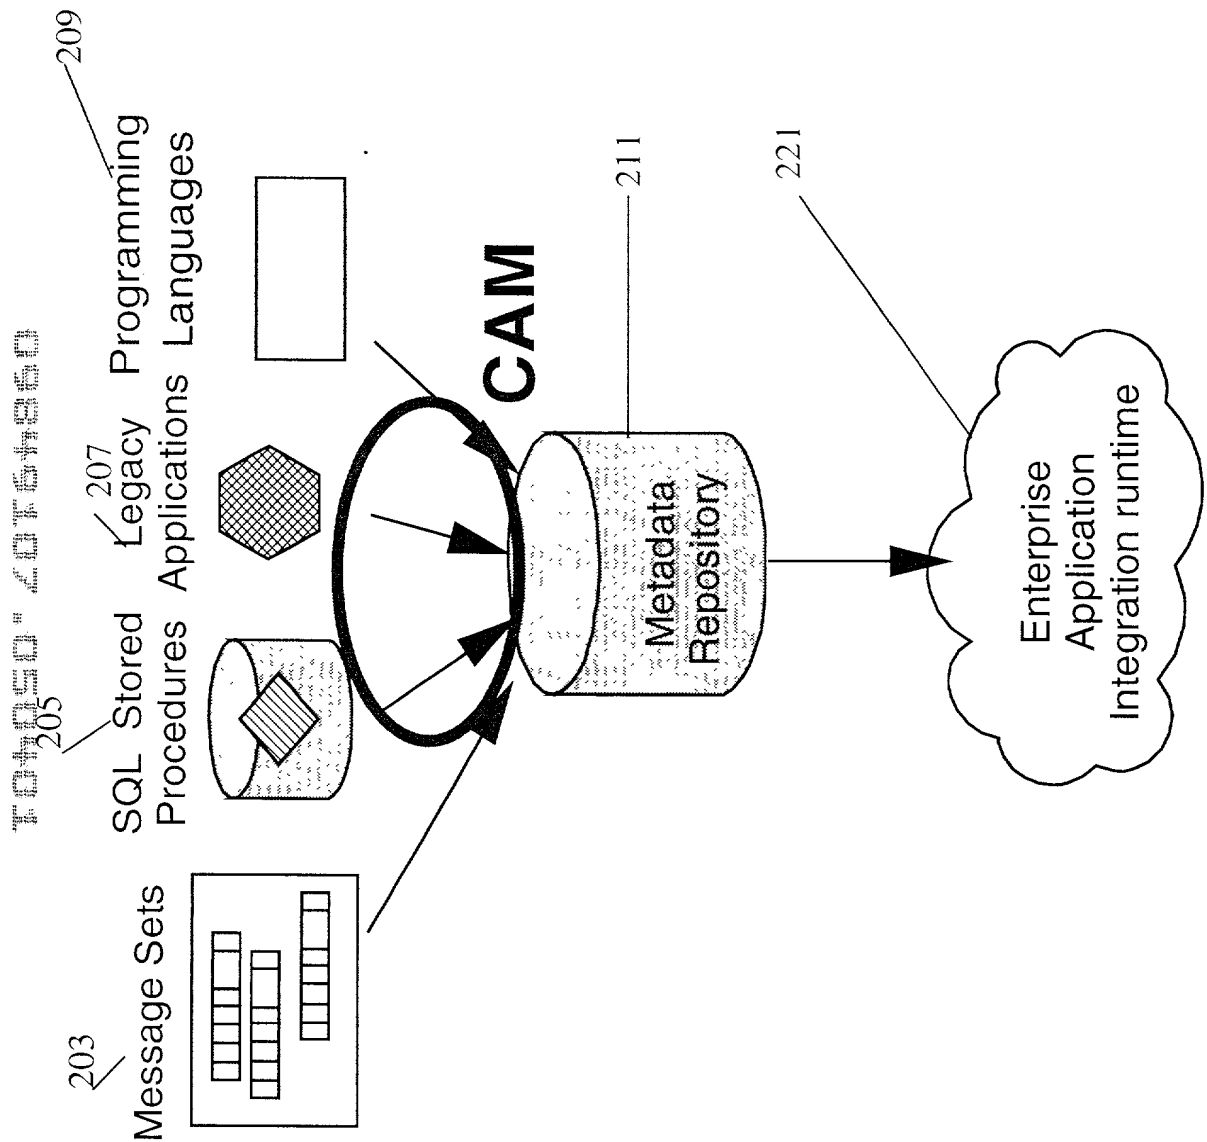 203
Message Sets
205
SQL Stored
Procedures
207
Legacy
Applications
209
Programming
Languages
CAM
211
Metadata
Repository
221
Enterprise
Application
Integration runtime